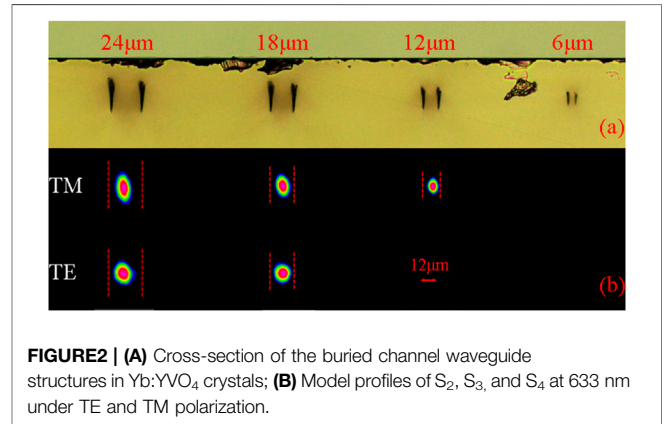 24μm 18μm 12μm 6μm
(a)
TM
TE 12μm
(b)
FIGURE2 | (A) Cross-section of the buried channel waveguide
structures in Yb:YVO₄ crystals; (B) Model profiles of S₂, S₃, and S₄ at 633 nm
under TE and TM polarization.